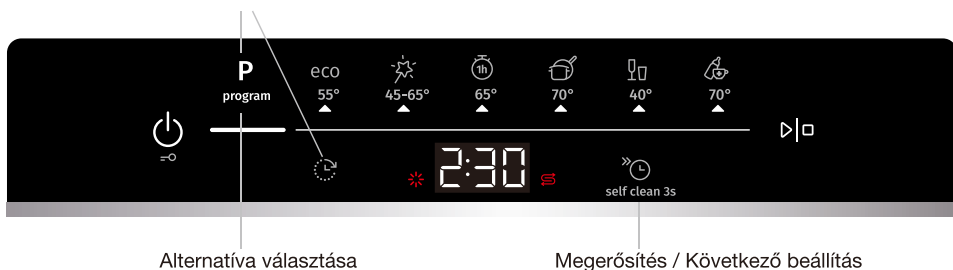 P
program
eco
55°
45-65°
1h
65°
70°
40°
70°
2:30
self clean 3s
Alternatíva választása
Megerősítés / Következő beállítás